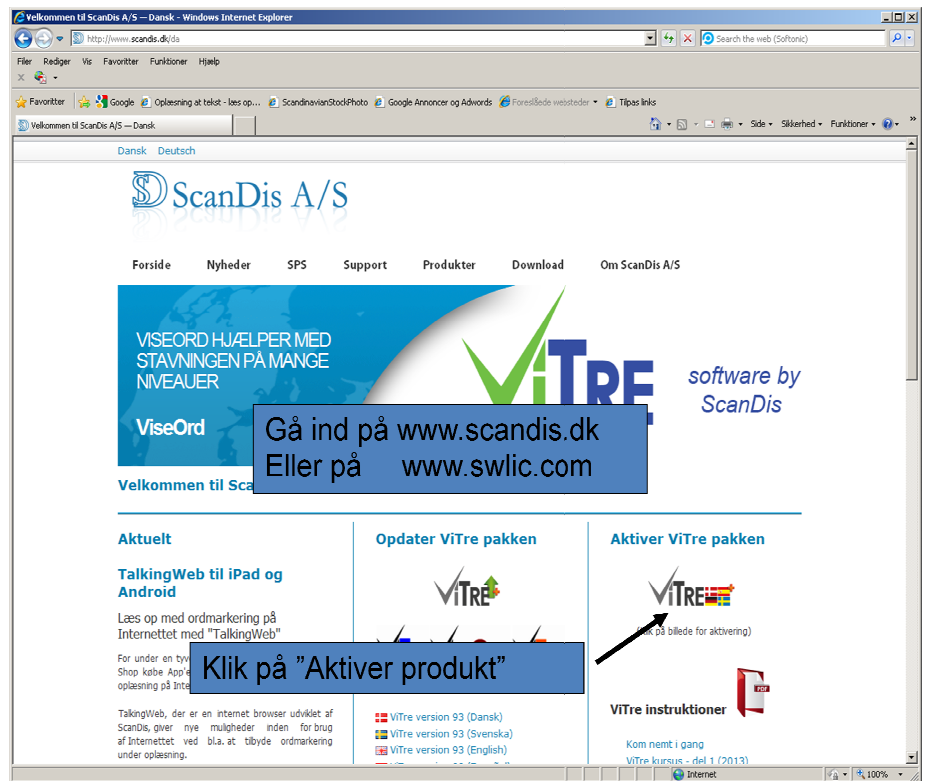 Velkommen til ScanDis A/S — Dansk - Windows Internet Explorer
http://www.scandis.dk/da
Search the web (Softonic)
Filer Rediger Vis Favoritter Funktioner Hjælp
Favoritter Google Oplæsning af tekst - læs op... ScandinavianStockPhoto Google Annoncer og Adwords Foreslåede websteder Tilpas links
Velkommen til ScanDis A/S — Dansk
Side Sikkerhed Funktioner
Dansk Deutsch
SD ScanDis A/S
Forside Nyheder SPS Support Produkter Download Om ScanDis A/S
VISEORD HJÆLPER MED
STAVNINGEN PÅ MANGE
NIVEAUER
ViseOrd
ViTRE
software by
ScanDis
Gå ind på www.scandis.dk
Eller på www.swlic.com
Velkommen til
Aktuelt
TalkingWeb til iPad og
Android
Læs op med ordmarkering på
Internettet med "TalkingWeb"
For under en
Shop købe
oplæsning på
TalkingWeb, der er en internet browser udviklet af
ScanDis, giver nye muligheder inden for brug
af Internettet ved bl.a. at tilbyde ordmarkering
under oplæsning.
Opdater ViTre pakken
ViTRE
Klik på ”Aktiver produkt”
ViTre version 93 (Dansk)
ViTre version 93 (Svenska)
ViTre version 93 (English)
Aktiver ViTre pakken
ViTRE
på billede for aktivering)
PDF
ViTre instruktioner
Kom nemt i gang
ViTre kursus - del 1 (2013)
Internet
100%